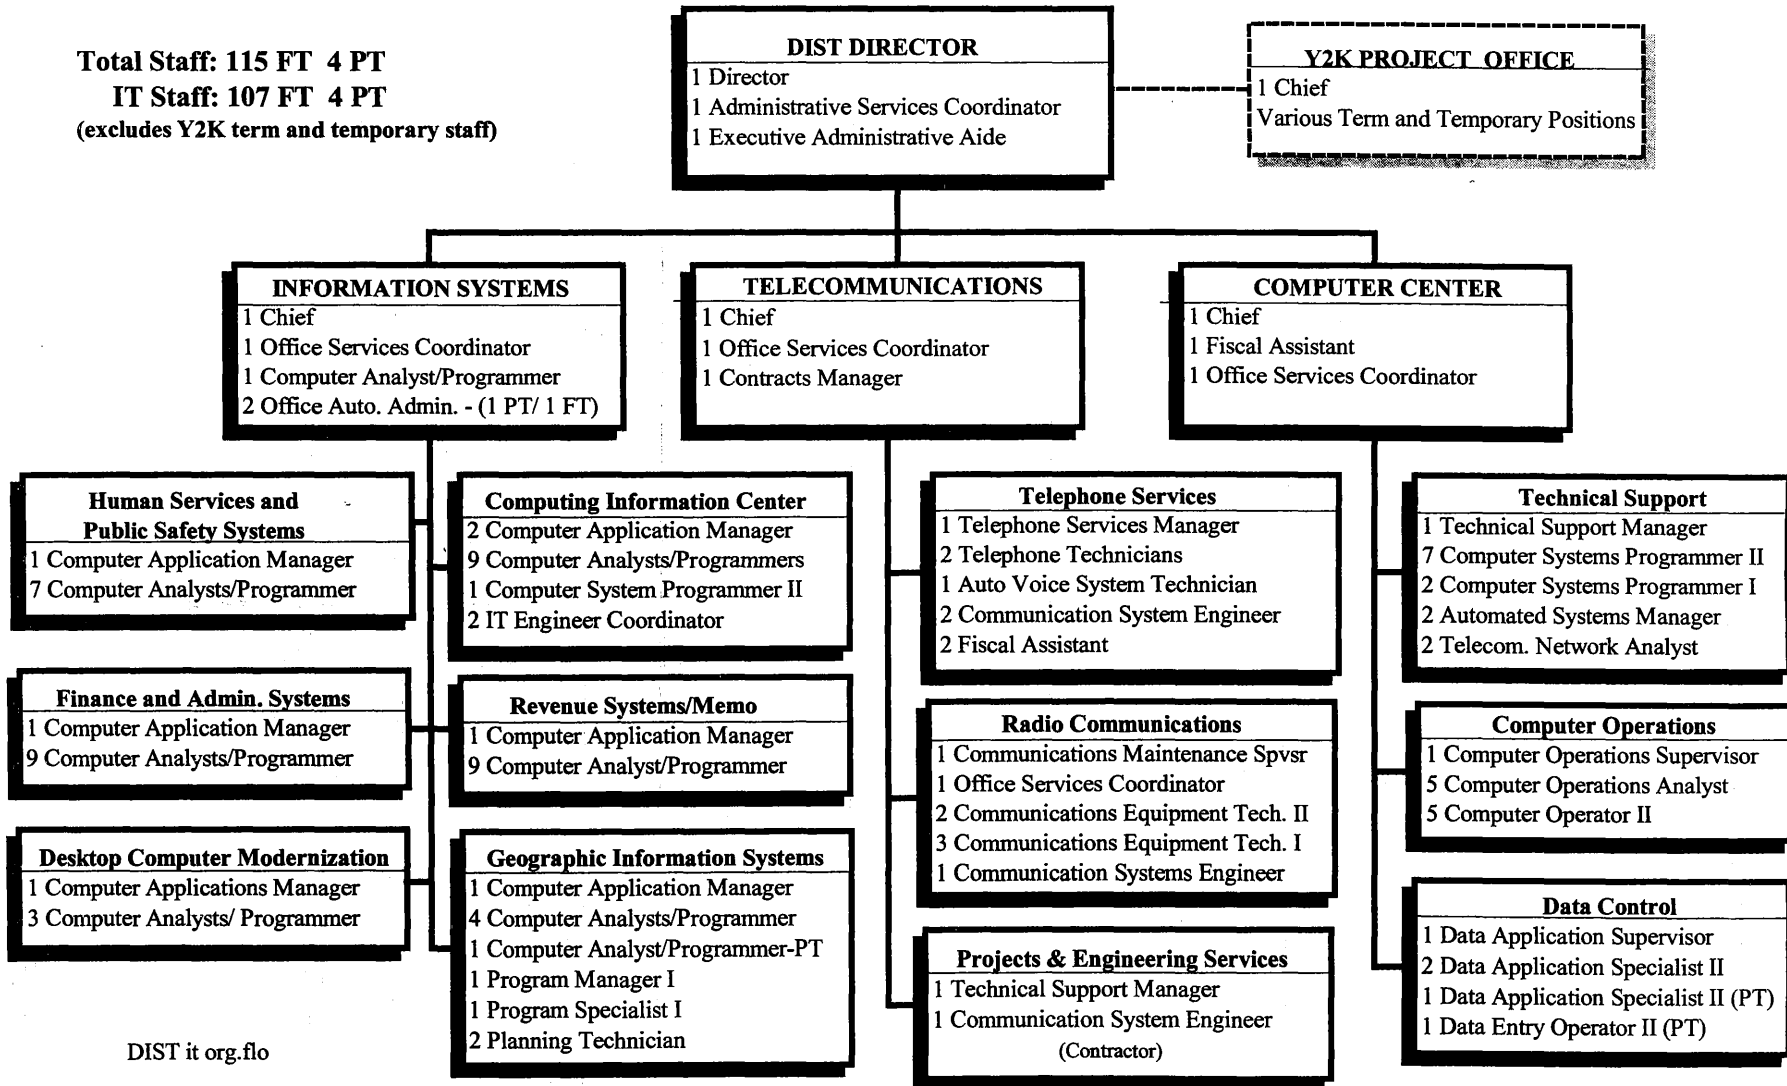 Total Staff: 115 FT 4 PT
IT Staff: 107 FT 4 PT
(excludes Y2K term and temporary staff)
DIST DIRECTOR
1 Director
1 Administrative Services Coordinator
1 Executive Administrative Aide
Y2K PROJECT OFFICE
1 Chief
Various Term and Temporary Positions
INFORMATION SYSTEMS
1 Chief
1 Office Services Coordinator
1 Computer Analyst/Programmer
2 Office Auto. Admin. - (1 PT/ 1 FT)
TELECOMMUNICATIONS
1 Chief
1 Office Services Coordinator
1 Contracts Manager
COMPUTER CENTER
1 Chief
1 Fiscal Assistant
1 Office Services Coordinator
Human Services and
Public Safety Systems
1 Computer Application Manager
7 Computer Analysts/Programmer
Computing Information Center
2 Computer Application Manager
9 Computer Analysts/Programmers
1 Computer System Programmer II
2 IT Engineer Coordinator
Telephone Services
1 Telephone Services Manager
2 Telephone Technicians
1 Auto Voice System Technician
2 Communication System Engineer
2 Fiscal Assistant
Technical Support
1 Technical Support Manager
7 Computer Systems Programmer II
2 Computer Systems Programmer I
2 Automated Systems Manager
2 Telecom. Network Analyst
Finance and Admin. Systems
1 Computer Application Manager
9 Computer Analysts/Programmer
Revenue Systems/Memo
1 Computer Application Manager
9 Computer Analyst/Programmer
Radio Communications
1 Communications Maintenance Spvsr
1 Office Services Coordinator
2 Communications Equipment Tech. II
3 Communications Equipment Tech. I
1 Communication Systems Engineer
Computer Operations
1 Computer Operations Supervisor
5 Computer Operations Analyst
5 Computer Operator II
Desktop Computer Modernization
1 Computer Applications Manager
3 Computer Analysts/ Programmer
Geographic Information Systems
1 Computer Application Manager
4 Computer Analysts/Programmer
1 Computer Analyst/Programmer-PT
1 Program Manager I
1 Program Specialist I
2 Planning Technician
Projects & Engineering Services
1 Technical Support Manager
1 Communication System Engineer
(Contractor)
Data Control
1 Data Application Supervisor
2 Data Application Specialist II
1 Data Application Specialist II (PT)
1 Data Entry Operator II (PT)
DIST it org.flo